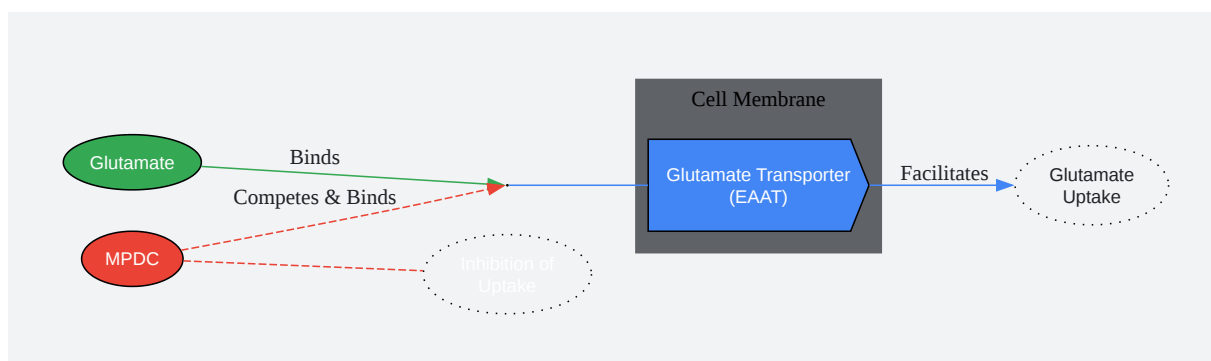 Cell Membrane
Glutamate
Binds
Competes & Binds
Glutamate Transporter
(EAAT)
Facilitates
Glutamate
Uptake
MPDC
Inhibition of
Uptake